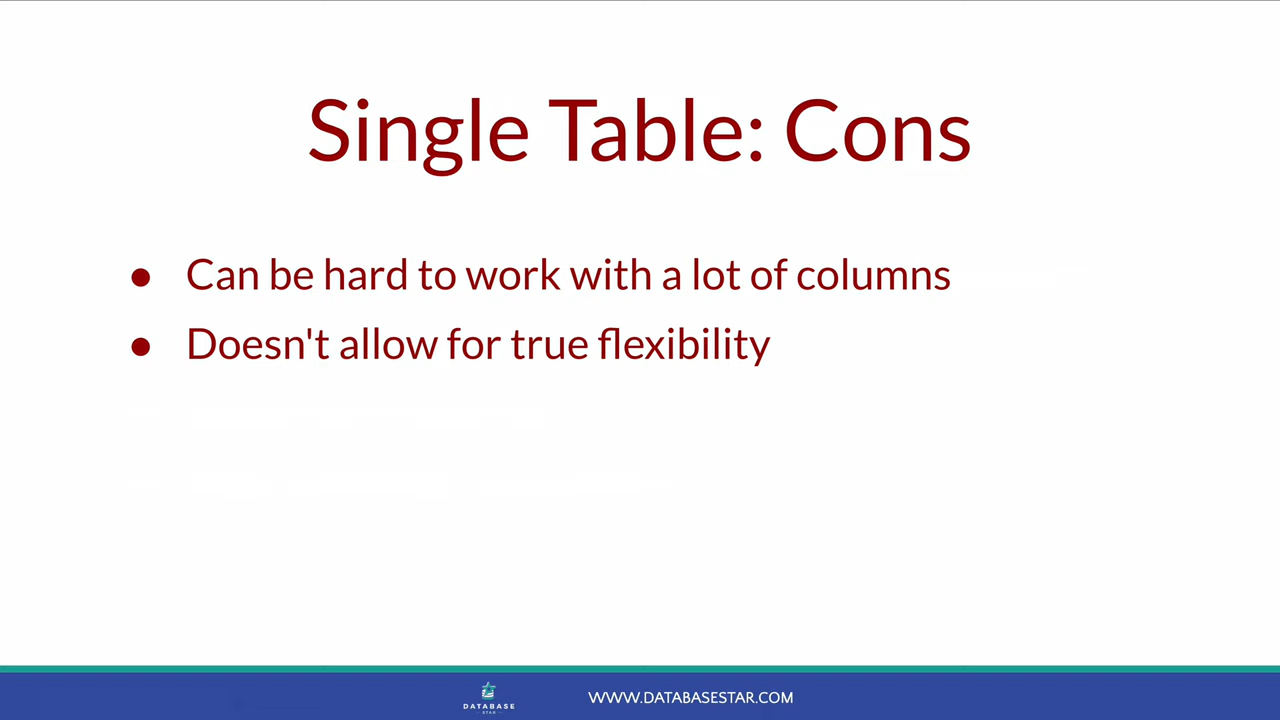 Single Table: Cons
● Can be hard to work with a lot of columns
● Doesn't allow for true flexibility
DATABASE
STAR
WWW.DATABASESTAR.COM